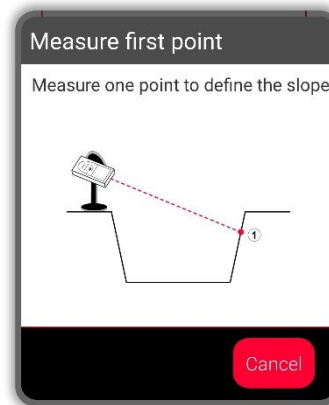 Measure first point
Measure one point to define the slope
1
Cancel